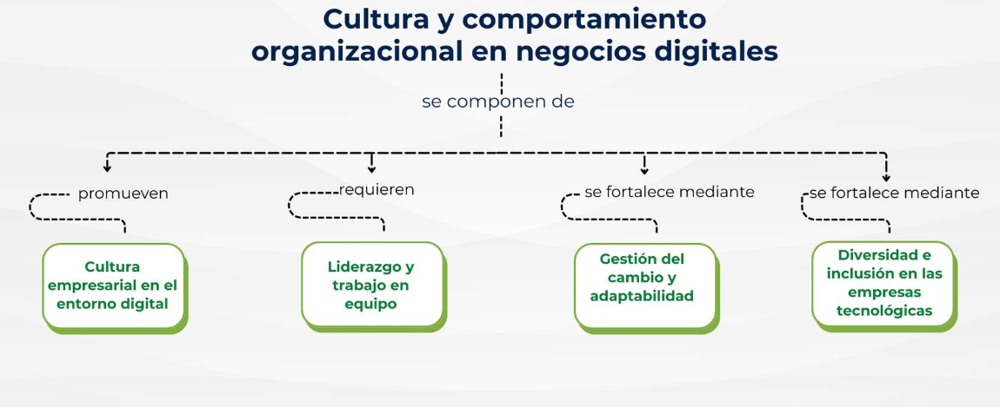 Cultura y comportamiento
organizacional en negocios digitales
se componen de
promueven
requieren
se fortalece mediante
se fortalece mediante
Cultura
empresarial en el
entorno digital
Liderazgo y
trabajo en
equipo
Gestión del
cambio y
adaptabilidad
Diversidad e
inclusión en las
empresas
tecnológicas